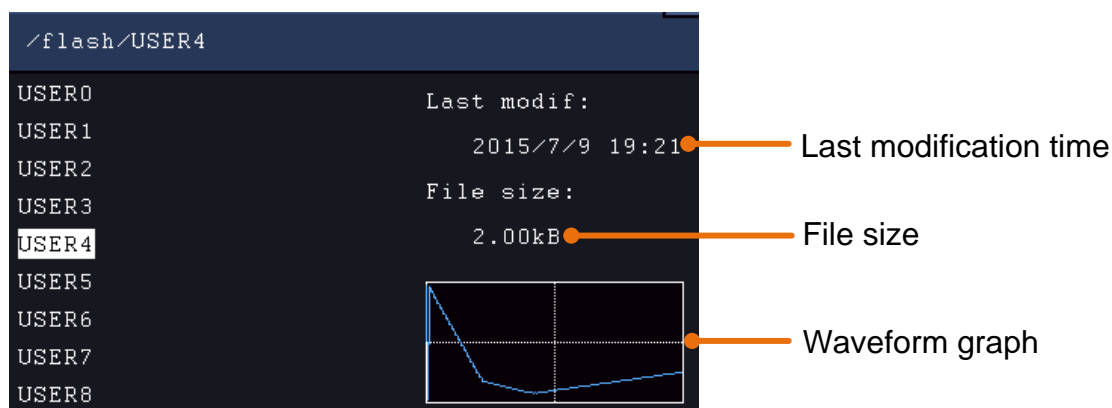 /flash/USER4
USER0
USER1
USER2
USER3
USER4
USER5
USER6
USER7
USER8
Last modif:
2015/7/9 19:21
File size:
2.00kB
Last modification time
File size
Waveform graph